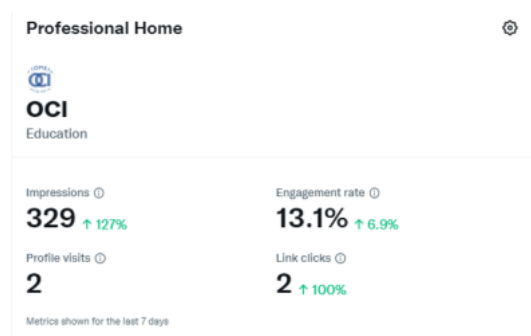 Professional Home
OCI
OCI
Education
Impressions
329 ↑ 127%
Engagement rate
13.1% ↑ 6.9%
Profile visits
2
Link clicks
2 ↑ 100%
Metrics shown for the last 7 days